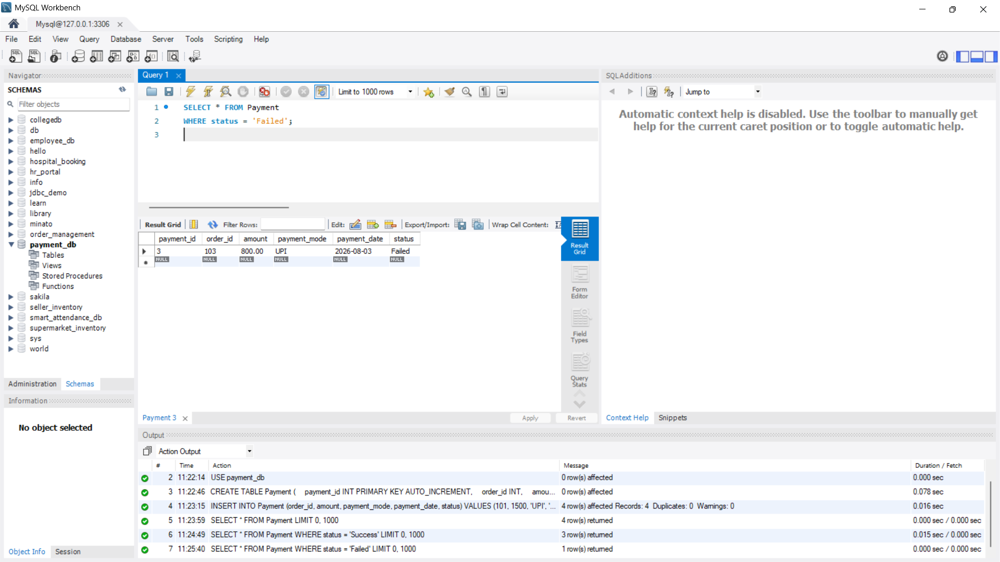 MySQL Workbench
Mysql@127.0.0.1:3306
File Edit View Query Database Server Tools Scripting Help
Navigator
SCHEMAS
Filter objects
collegedb
db
employee_db
hello
hospital_booking
hr_portal
info
jdbc_demo
learn
library
minato
order_management
payment_db
Tables
Views
Stored Procedures
Functions
sakila
seller_inventory
smart_attendance_db
supermarket_inventory
sys
world
Administration Schemas
Information
No object selected
Object Info Session
Query 1
Limit to 1000 rows
1 SELECT * FROM Payment
2 WHERE status = 'Failed';
3
Result Grid Filter Rows: Edit: Export/Import: Wrap Cell Content:
payment_id order_id amount payment_mode payment_date status
3 103 800.00 UPI 2026-08-03 Failed
NULL NULL NULL NULL NULL NULL
Result
Grid
Form
Editor
Field
Types
Query
Stats
Payment 3
Apply Revert
SQLAdditions
Jump to
Automatic context help is disabled. Use the toolbar to manually get
help for the current caret position or to toggle automatic help.
Context Help Snippets
Output
Action Output
# Time Action Message Duration / Fetch
2 11:22:14 USE payment_db 0 row(s) affected 0.000 sec
3 11:22:46 CREATE TABLE Payment ( payment_id INT PRIMARY KEY AUTO_INCREMENT, order_id INT, amou... 0 row(s) affected 0.078 sec
4 11:23:15 INSERT INTO Payment (order_id, amount, payment_mode, payment_date, status) VALUES (101, 1500, 'UPI', '... 4 row(s) affected Records: 4 Duplicates: 0 Warnings: 0 0.016 sec
5 11:23:59 SELECT * FROM Payment LIMIT 0, 1000 4 row(s) returned 0.000 sec / 0.000 sec
6 11:24:49 SELECT * FROM Payment WHERE status = 'Success' LIMIT 0, 1000 3 row(s) returned 0.015 sec / 0.000 sec
7 11:25:40 SELECT * FROM Payment WHERE status = 'Failed' LIMIT 0, 1000 1 row(s) returned 0.000 sec / 0.000 sec